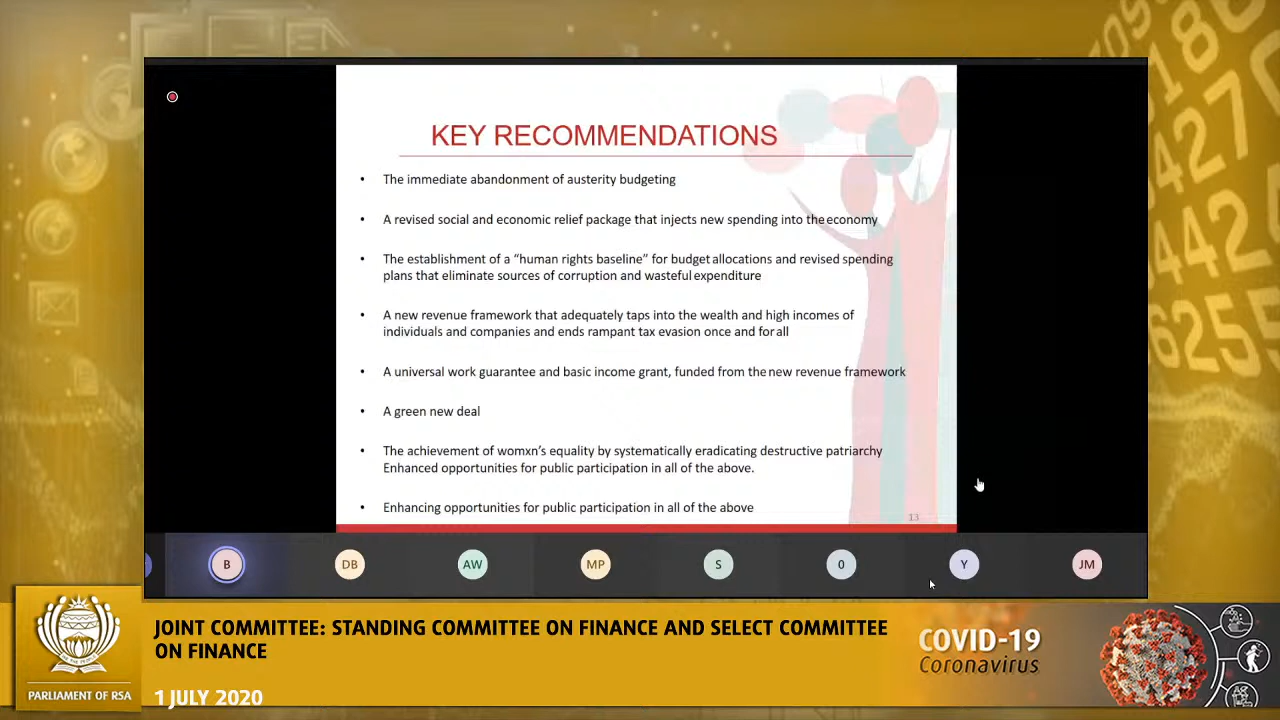 KEY RECOMMENDATIONS
• The immediate abandonment of austerity budgeting
• A revised social and economic relief package that injects new spending into the economy
• The establishment of a “human rights baseline” for budget allocations and revised spending
plans that eliminate sources of corruption and wasteful expenditure
• A new revenue framework that adequately taps into the wealth and high incomes of
individuals and companies and ends rampant tax evasion once and for all
• A universal work guarantee and basic income grant, funded from the new revenue framework
• A green new deal
• The achievement of womxn’s equality by systematically eradicating destructive patriarchy
Enhanced opportunities for public participation in all of the above.
• Enhancing opportunities for public participation in all of the above
13
B DB AW MP S 0 Y JM
JOINT COMMITTEE: STANDING COMMITTEE ON FINANCE AND SELECT COMMITTEE
ON FINANCE
1 JULY 2020
PARLIAMENT OF RSA
COVID-19
Coronavirus